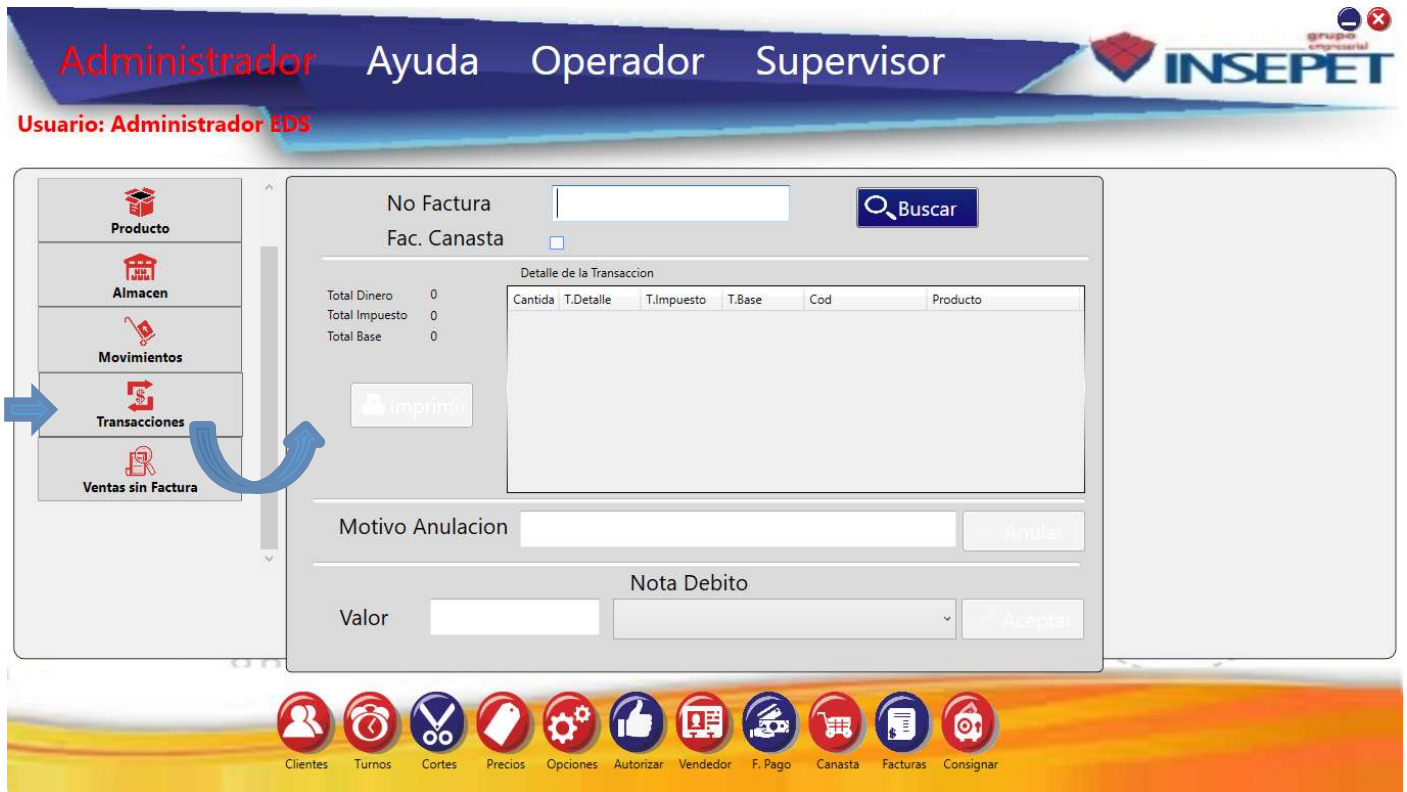 Administrador Ayuda Operador Supervisor
grupo
empresarial
INSEPET
Usuario: Administrador EDS
Producto
Almacen
Movimientos
Transacciones
Ventas sin Factura
No Factura
Buscar
Fac. Canasta
Detalle de la Transaccion
Total Dinero 0
Total Impuesto 0
Total Base 0
Cantida T.Detalle T.Impuesto T.Base Cod Producto
Imprimir
Motivo Anulacion
Anular
Nota Debito
Valor
Aceptar
Clientes Turnos Cortes Precios Opciones Autorizar Vendedor F. Pago Canasta Facturas Consignar